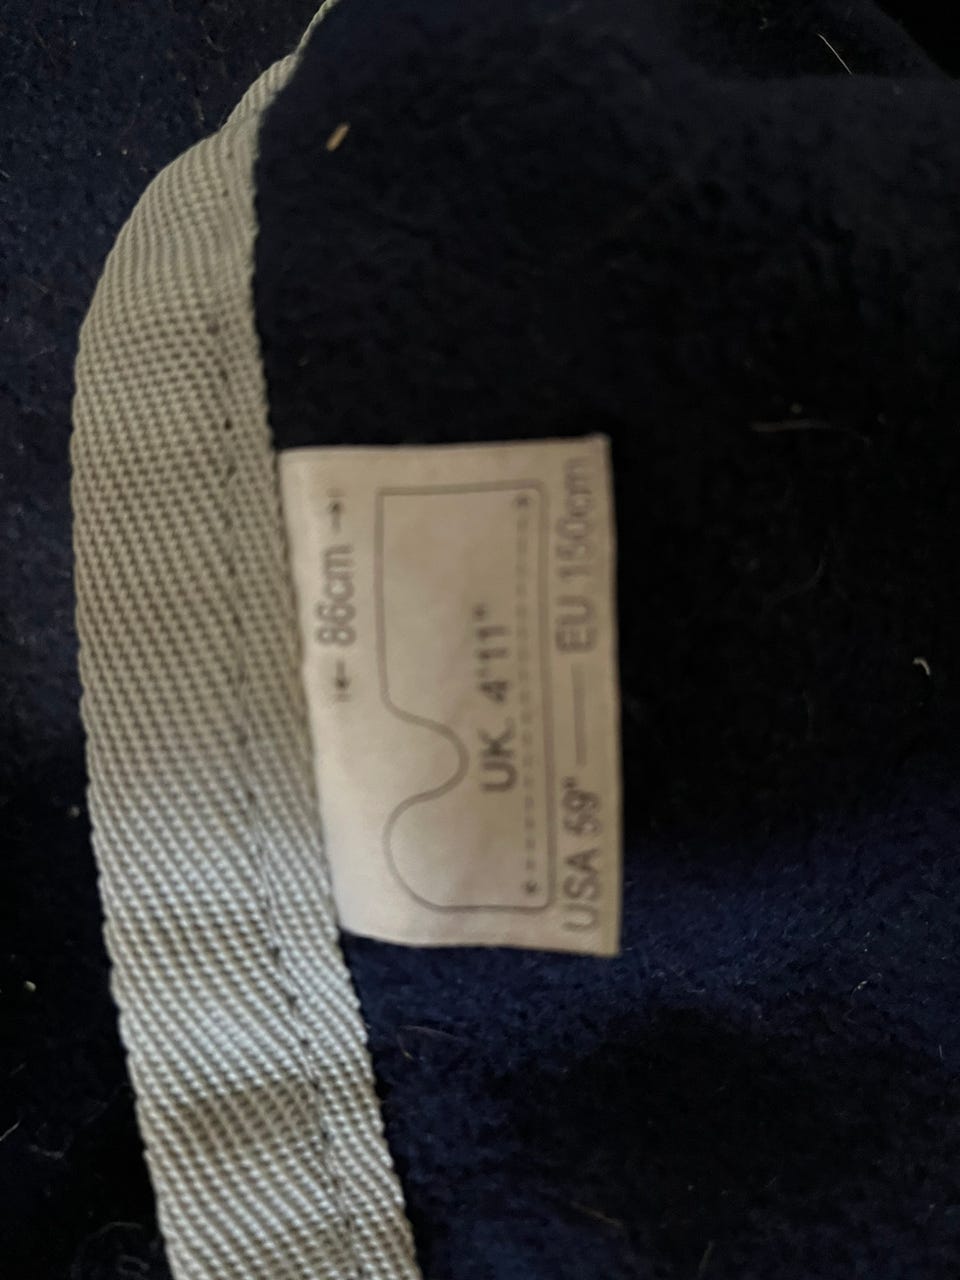 ← 86cm →
UK. 4'11"
USA 59" — EU 150cm